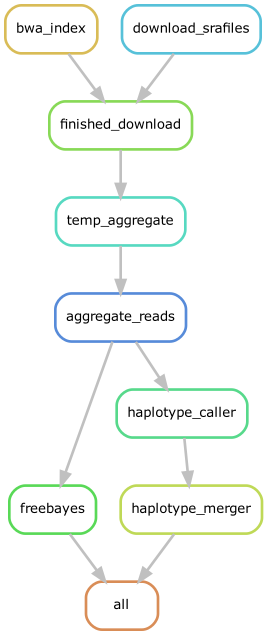 bwa_index
download_srafiles
finished_download
temp_aggregate
aggregate_reads
haplotype_caller
freebayes
haplotype_merger
all